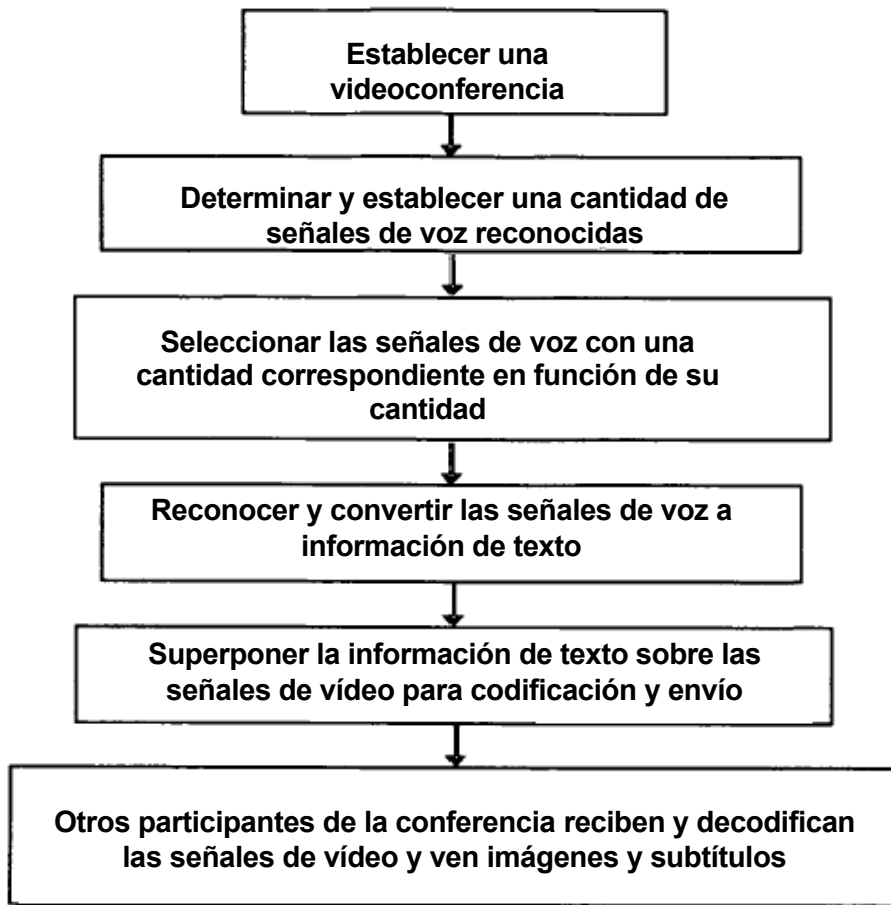 Establecer una
videoconferencia
Determinar y establecer una cantidad de
señales de voz reconocidas
Seleccionar las señales de voz con una
cantidad correspondiente en función de su
cantidad
Reconocer y convertir las señales de voz a
información de texto
Superponer la información de texto sobre las
señales de vídeo para codificación y envío
Otros participantes de la conferencia reciben y decodifican
las señales de vídeo y ven imágenes y subtítulos